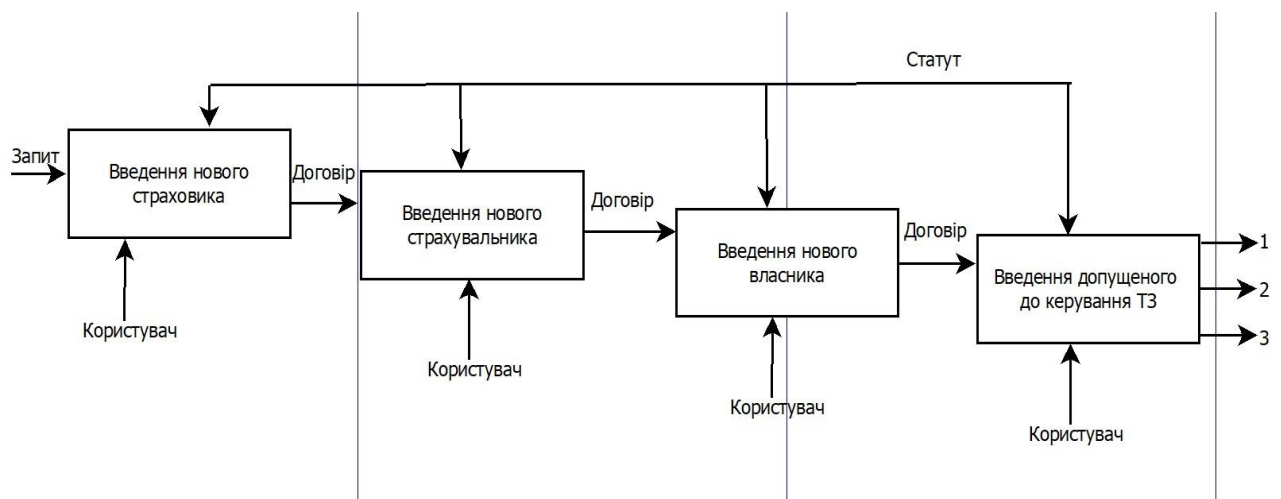 Статут
Запит
Введення нового
страховика
Договір
Введення нового
страхувальника
Договір
Введення нового
власника
Договір
Введення допущеного
до керування ТЗ
1
2
3
Користувач
Користувач
Користувач
Користувач